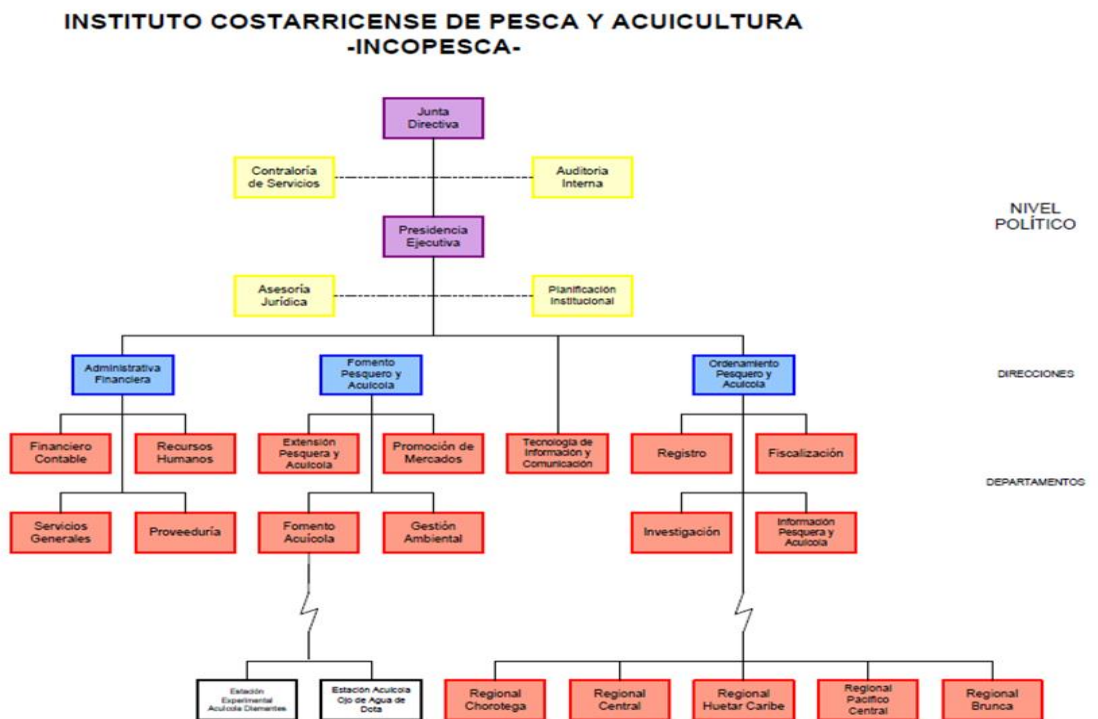 INSTITUTO COSTARRICENSE DE PESCA Y ACUICULTURA
-INCOPESCA-
Junta
Directiva
Contraloría
de Servicios
Auditoria
Interna
NIVEL
POLÍTICO
Presidencia
Ejecutiva
Asesoría
Jurídica
Planificación
Institucional
Administrativa
Financiera
Fomento
Pesquero y
Acuícola
Ordenamiento
Pesquero y
Acuícola
DIRECCIONES
Financiero
Contable
Recursos
Humanos
Extensión
Pesquera y
Acuícola
Promoción de
Mercados
Tecnología de
Información y
Comunicación
Registro
Fiscalización
DEPARTAMENTOS
Servicios
Generales
Proveeduría
Fomento
Acuícola
Gestión
Ambiental
Investigación
Información
Pesquera y
Acuícola
Estación
Experimental
Acuícola Diamantes
Estación Acuícola
Ojo de Agua de
Dota
Regional
Chorotega
Regional
Central
Regional
Huetar Caribe
Regional
Pacífico
Central
Regional
Brunca